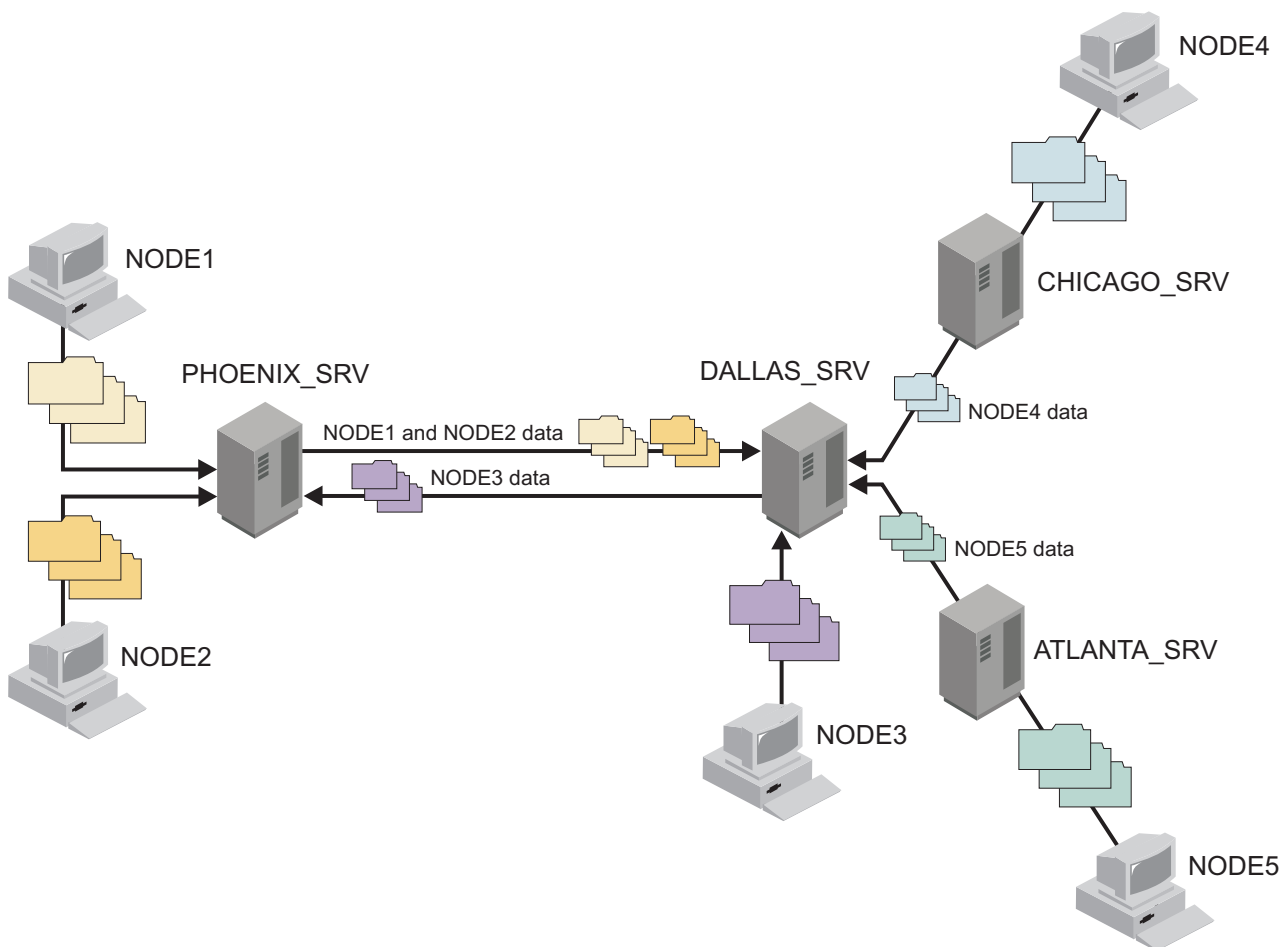 NODE4
NODE1
CHICAGO_SRV
PHOENIX_SRV
DALLAS_SRV
NODE4 data
NODE1 and NODE2 data
NODE3 data
NODE5 data
NODE2
ATLANTA_SRV
NODE3
NODE5